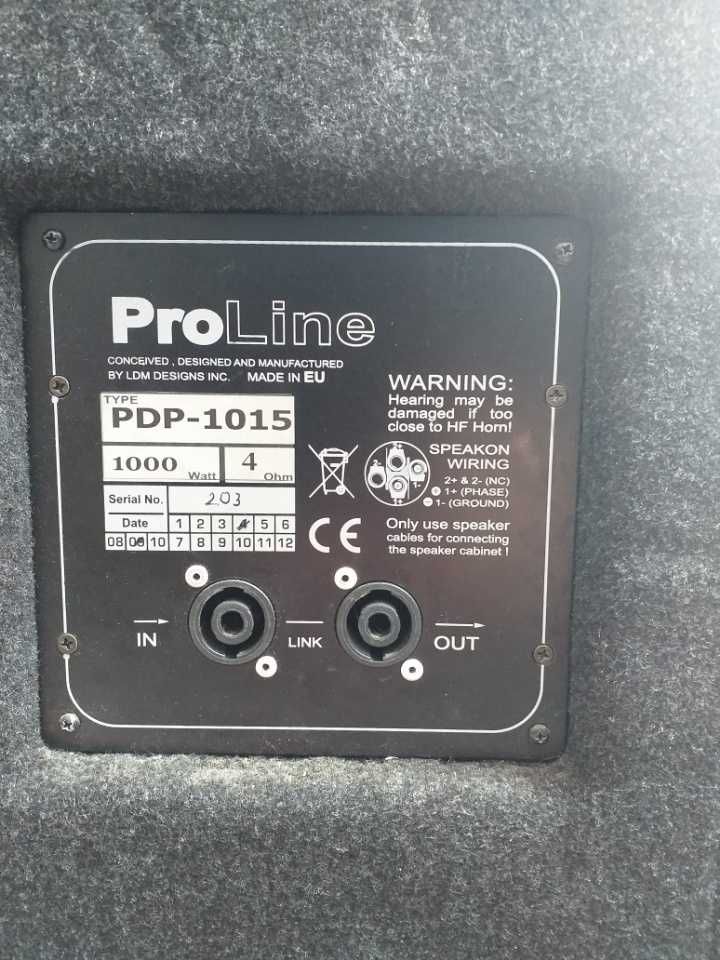 ProLine
CONCEIVED , DESIGNED AND MANUFACTURED
BY LDM DESIGNS INC. MADE IN EU
TYPE
PDP-1015
1000 Watt 4 Ohm
Serial No. 203
Date 1 2 3 4 5 6
08 09 10 7 8 9 10 11 12
WARNING:
Hearing may be
damaged if too
close to HF Horn!
SPEAKON
WIRING
2+ & 2- (NC)
+ 1+ (PHASE)
- 1- (GROUND)
Only use speaker
cables for connecting
the speaker cabinet !
CE
IN LINK OUT